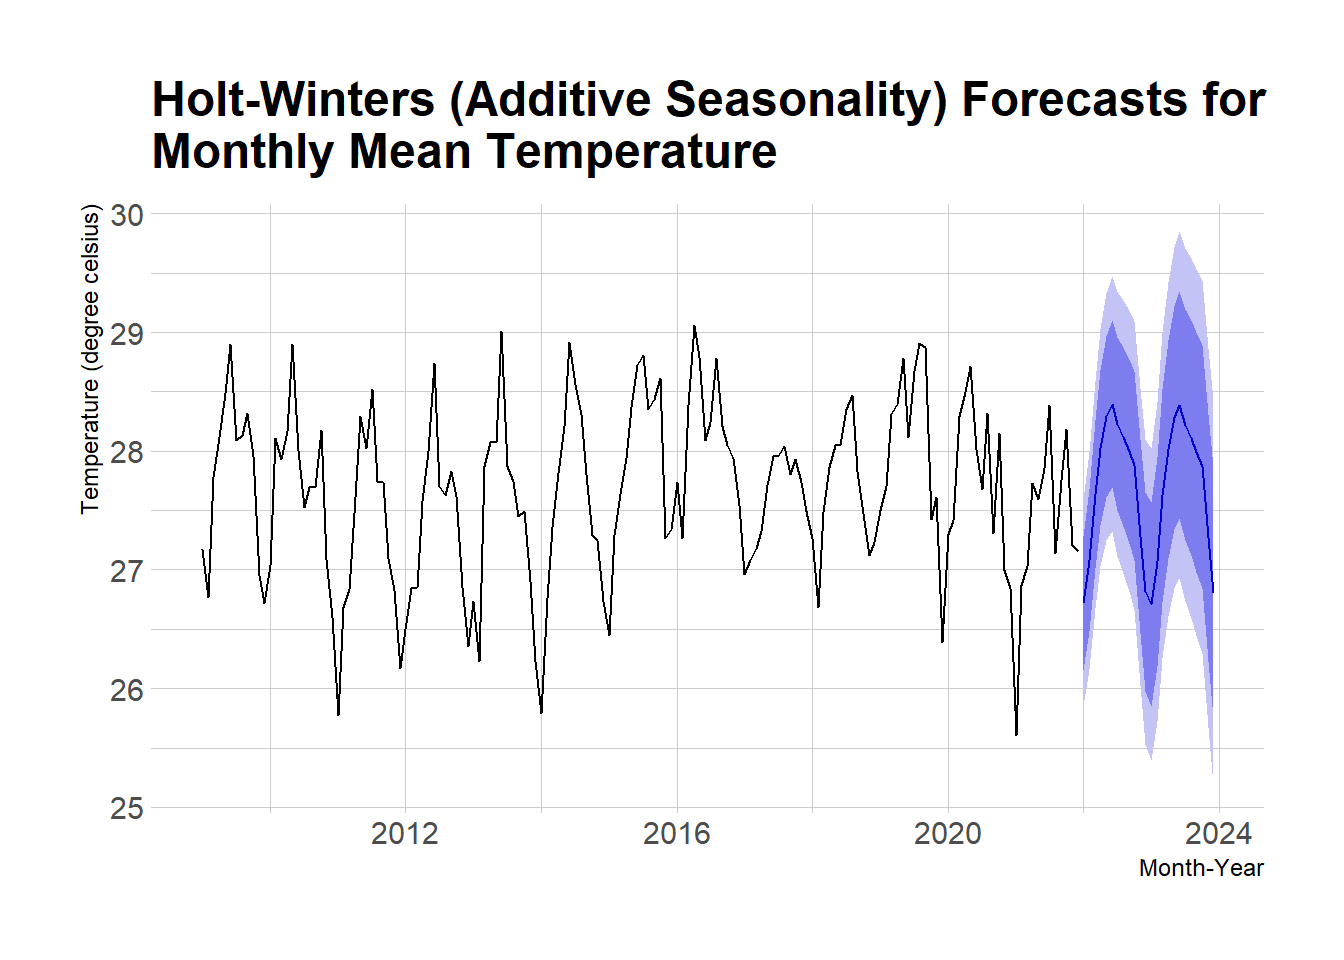 Holt-Winters (Additive Seasonality) Forecasts for
Monthly Mean Temperature
Temperature (degree celsius)
30
29
28
27
26
25
2012
2016
2020
2024
Month-Year